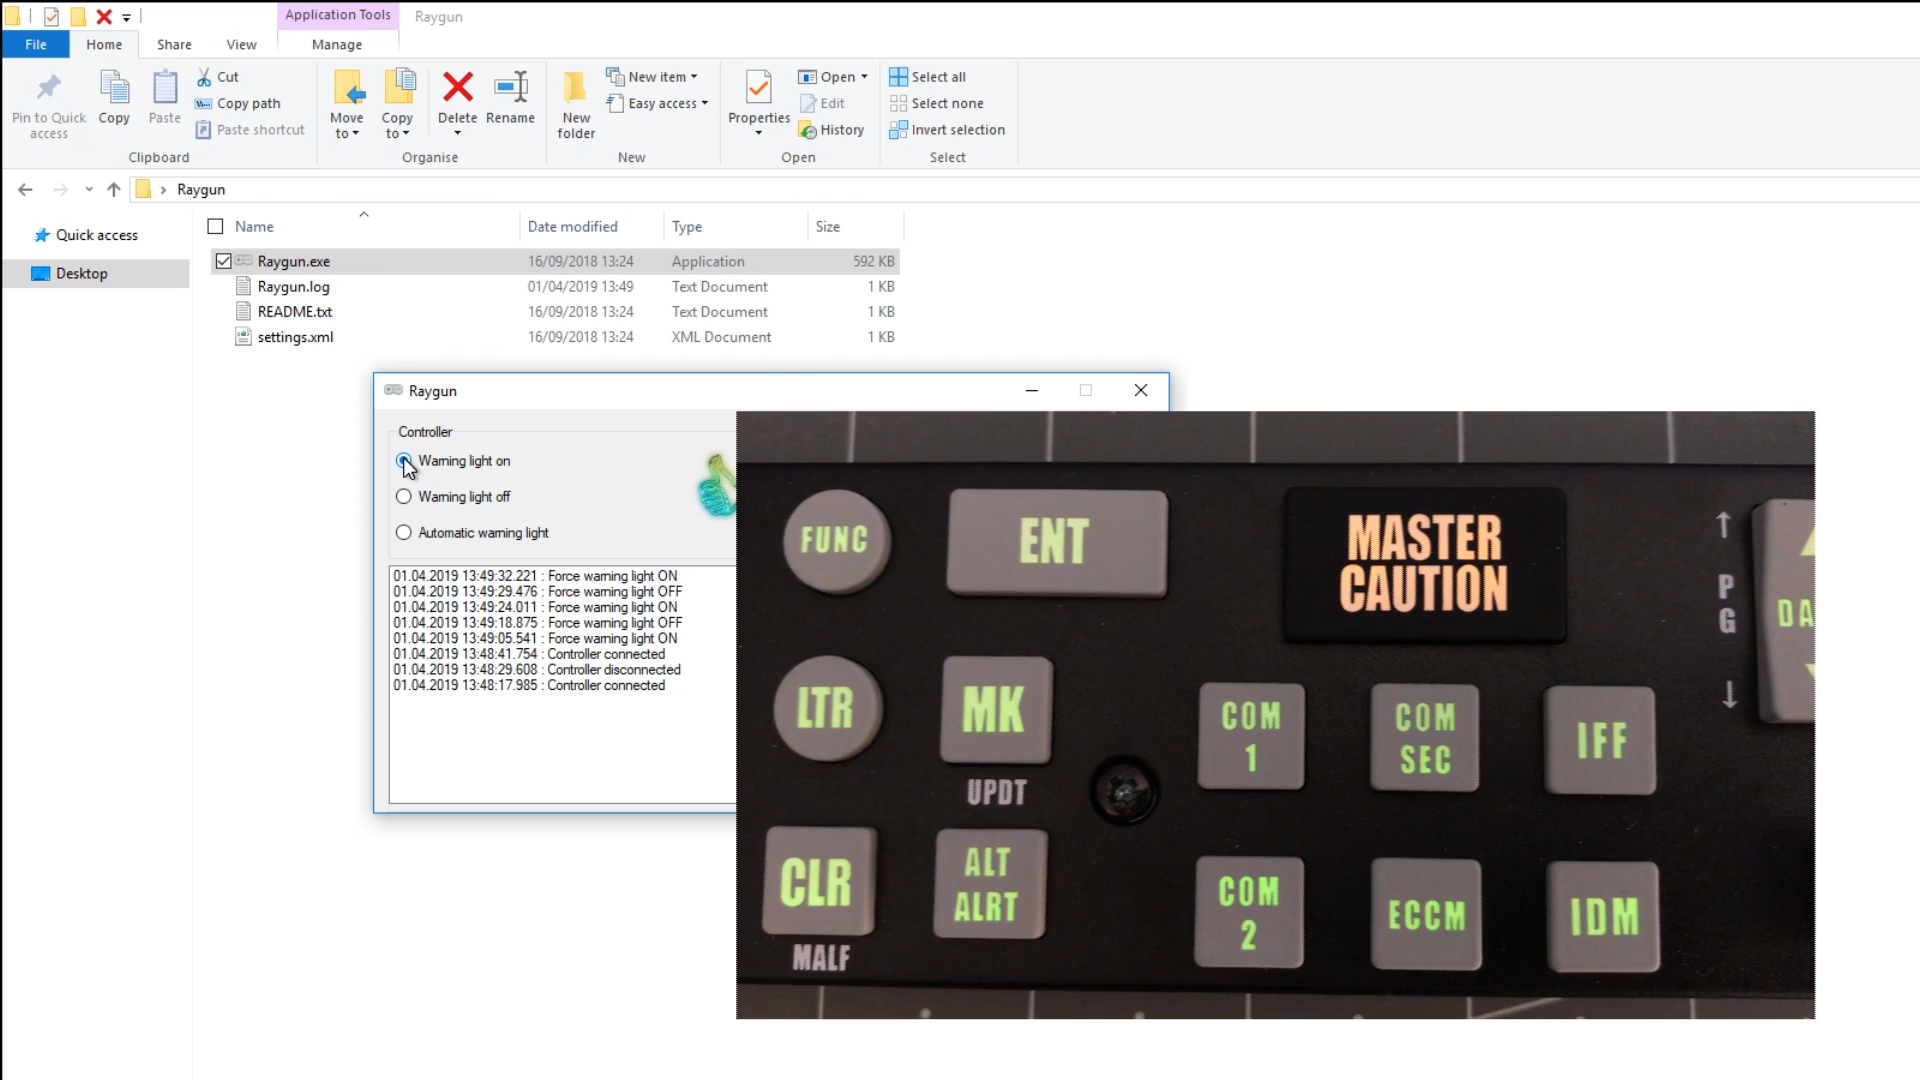 Application Tools
Raygun
File
Home
Share
View
Manage
Pin to Quick
access
Copy
Paste
Cut
Copy path
Paste shortcut
Clipboard
Move
to
Copy
to
Delete
Rename
Organise
New
folder
New item
Easy access
New
Properties
Open
Edit
History
Open
Select all
Select none
Invert selection
Select
Raygun
Quick access
Desktop
Name
Date modified
Type
Size
Raygun.exe 16/09/2018 13:24 Application 592 KB
Raygun.log 01/04/2019 13:49 Text Document 1 KB
README.txt 16/09/2018 13:24 Text Document 1 KB
settings.xml 16/09/2018 13:24 XML Document 1 KB
Raygun
Controller
Warning light on
Warning light off
Automatic warning light
01.04.2019 13:49:32.221 : Force warning light ON
01.04.2019 13:49:29.476 : Force warning light OFF
01.04.2019 13:49:24.011 : Force warning light ON
01.04.2019 13:49:18.875 : Force warning light OFF
01.04.2019 13:49:05.541 : Force warning light ON
01.04.2019 13:48:41.754 : Controller connected
01.04.2019 13:48:29.608 : Controller disconnected
01.04.2019 13:48:17.985 : Controller connected
FUNC
ENT
MASTER
CAUTION
P
G
DA
LTR
MK
UPDT
COM
1
COM
SEC
IFF
CLR
MALF
ALT
ALRT
COM
2
ECCM
IDM